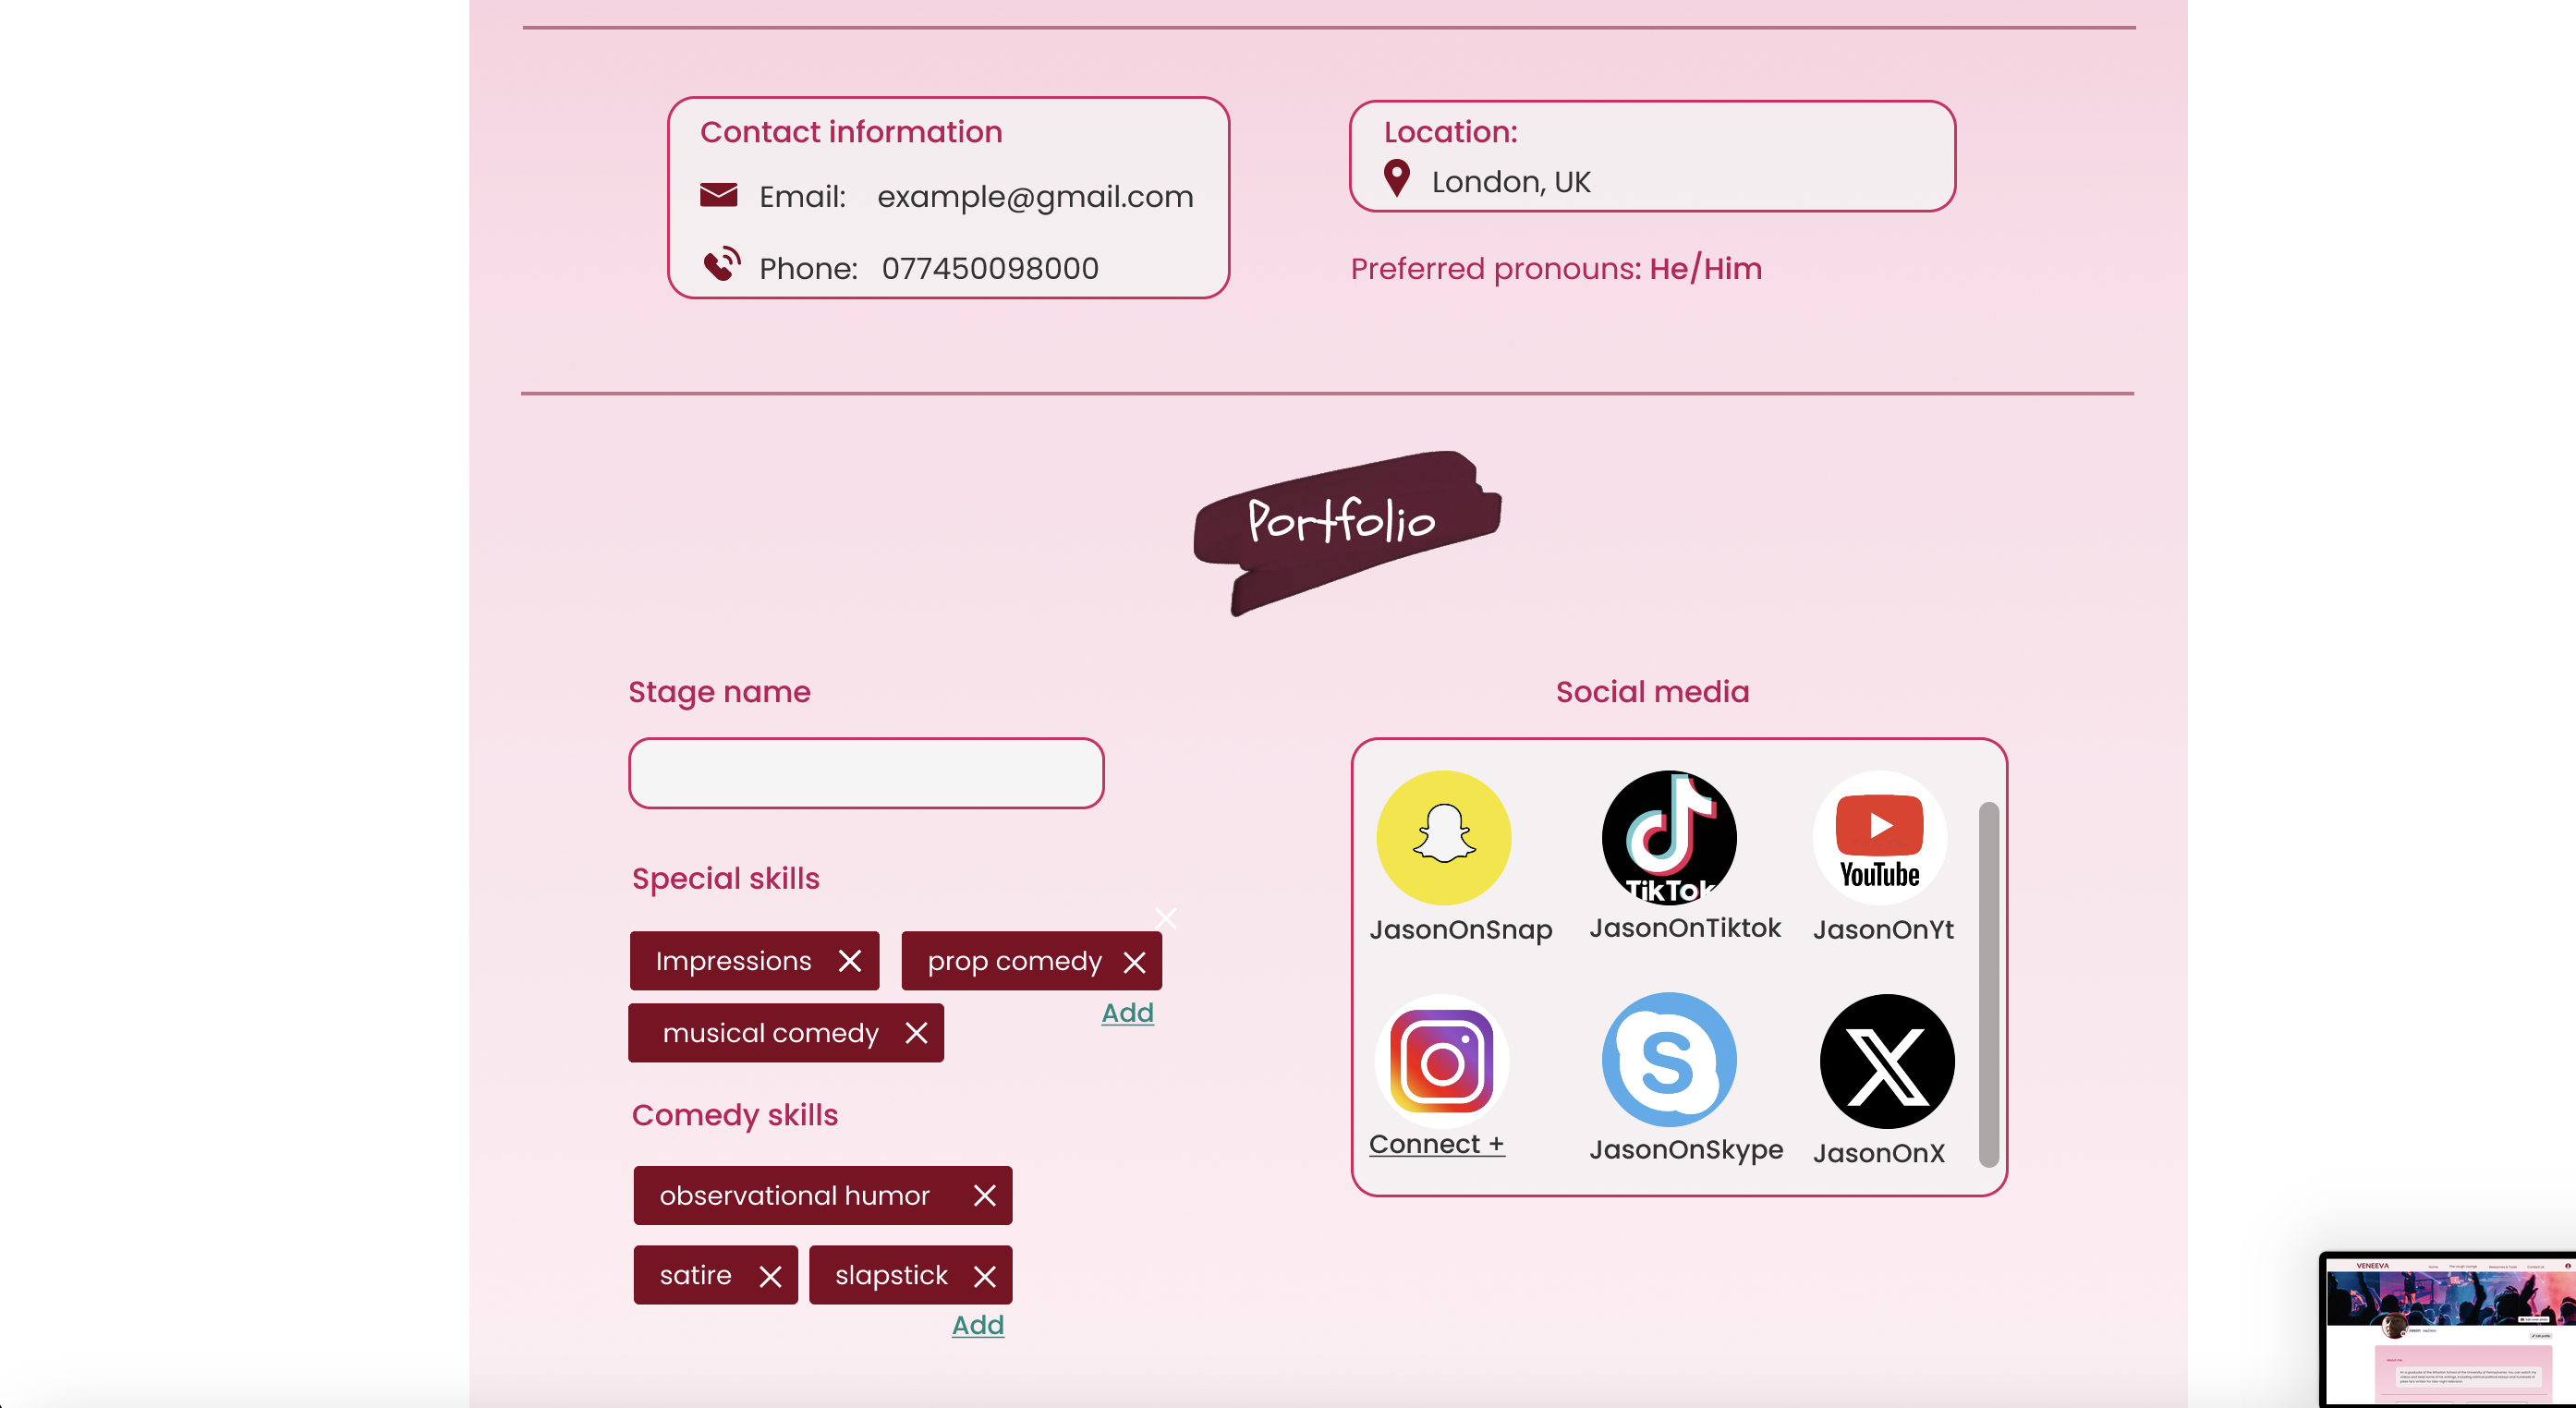 Contact information
Email: example@gmail.com
Phone: 077450098000
Location:
London, UK
Preferred pronouns: He/Him
Portfolio
Stage name
Special skills
Impressions
prop comedy
musical comedy
Add
Comedy skills
observational humor
satire
slapstick
Add
Social media
TikTok
YouTube
JasonOnSnap
JasonOnTiktok
JasonOnYt
Connect +
JasonOnSkype
JasonOnX
VENEEVA